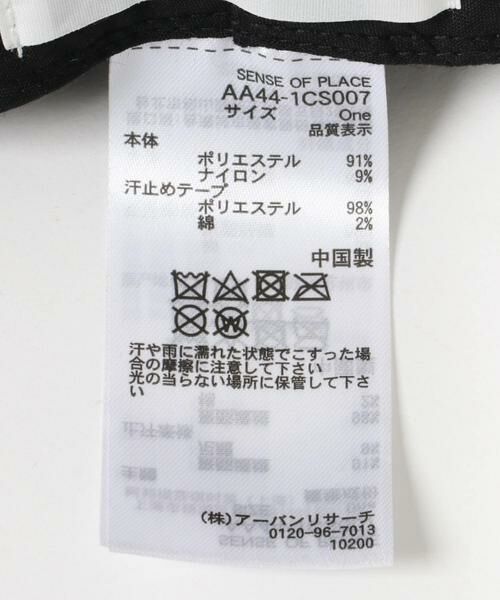 SENSE OF PLACE
AA44-1CS007
サイズ One
品質表示
本体
ポリエステル 91%
ナイロン 9%
汗止めテープ
ポリエステル 98%
綿 2%
中国製
汗や雨に濡れた状態でこすった場
合の摩擦に注意して下さい
光の当らない場所に保管して下さ
い
(株)アーバンリサーチ
0120-96-7013
10200